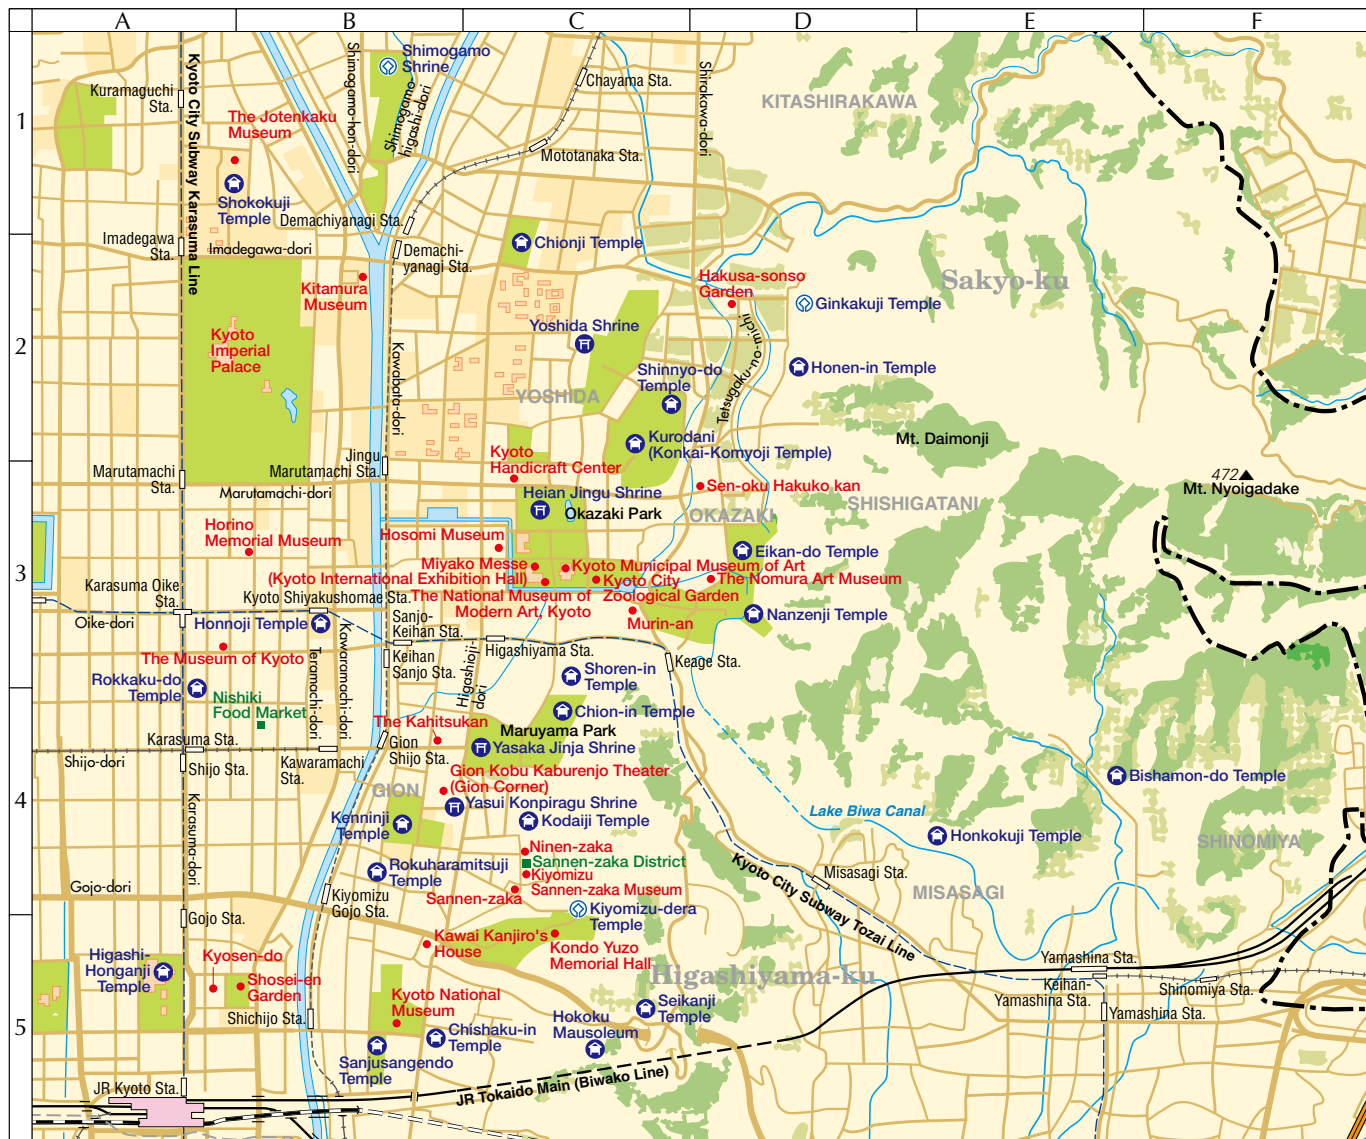 A
B
C
D
E
F
1
2
3
4
5
Kyoto City Subway Karasuma Line
Kuramaguchi
Sta.
The Jotenkaku
Museum
Shokokuji
Temple
Shimogamo-hon-dori
Shimogamo
Shrine
Shimogamo-
higashi-dori
Chayama Sta.
Mototanaka Sta.
Shirakawa-dori
KITASHIRAKAWA
Demachiyanagi Sta.
Imadegawa
Sta.
Imadegawa-dori
Demachi-
yanagi Sta.
Chionji Temple
Kitamura
Museum
Hakusa-sonso
Garden
Ginkakuji Temple
Sakyo-ku
Kyoto
Imperial
Palace
Kawabata-dori
Yoshida Shrine
Tetsugaku-no-michi
Shinnyo-do
Temple
Honen-in Temple
YOSHIDA
Kurodani
(Konkai-Komyoji Temple)
Mt. Daimonji
Marutamachi
Sta.
Jingu
Marutamachi Sta.
Kyoto
Handicraft Center
Marutamachi-dori
Sen-oku Hakuko kan
472
Mt. Nyoigadake
Heian Jingu Shrine
Okazaki Park
OKAZAKI
SHISHIGATANI
Horino
Memorial Museum
Hosomi Museum
Eikan-do Temple
Miyako Messe
(Kyoto International Exhibition Hall)
Kyoto Municipal Museum of Art
Kyoto City
Zoological Garden
The Nomura Art Museum
Karasuma Oike
Sta.
Kyoto Shiyakushomae Sta.
The National Museum of
Modern Art, Kyoto
Murin-an
Nanzenji Temple
Oike-dori
Honnoji Temple
Sanjo-
Keihan Sta.
Higashiyama Sta.
Keage Sta.
The Museum of Kyoto
Keihan
Sanjo Sta.
Higashioji-
dori
Shoren-in
Temple
Rokkaku-do
Temple
Nishiki
Food Market
Teramachi-dori
Kawaramachi-dori
Chion-in Temple
The Kahitsukan
Maruyama Park
Yasaka Jinja Shrine
Karasuma Sta.
Shijo-dori
Shijo Sta.
Kawaramachi
Sta.
Gion
Shijo Sta.
Gion Kobu Kaburenjo Theater
(Gion Corner)
Bishamon-do Temple
GION
Yasui Konpiragu Shrine
Kenninji
Temple
Kodaiji Temple
Lake Biwa Canal
Honkokuji Temple
SHINOMIYA
Karasuma-dori
Ninen-zaka
Sannen-zaka District
Rokuharamitsuji
Temple
Kiyomizu
Sannen-zaka Museum
Sannen-zaka
Kyoto City Subway Tozai Line
Misasagi Sta.
MISASAGI
Gojo-dori
Kiyomizu
Gojo Sta.
Gojo Sta.
Kiyomizu-dera
Temple
Kawai Kanjiro's
House
Kondo Yuzo
Memorial Hall
Higashiyama-ku
Higashi-
Honganji
Temple
Kyosen-do
Shosei-en
Garden
Yamashina Sta.
Keihan-
Yamashina Sta.
Shinomiya Sta.
Yamashina Sta.
Shichijo Sta.
Kyoto National
Museum
Seikanji
Temple
Hokoku
Mausoleum
Chishaku-in
Temple
Sanjusangendo
Temple
JR Kyoto Sta.
JR Tokaido Main (Biwako Line)